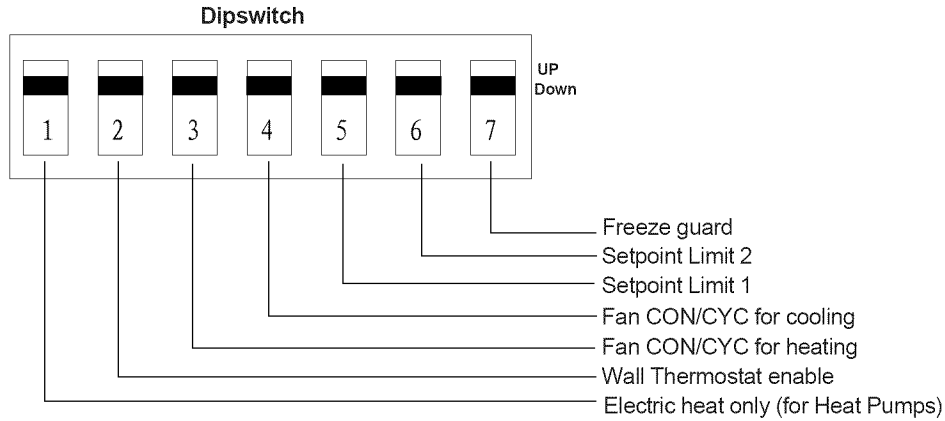 Dipswitch
UP
Down
1 2 3 4 5 6 7
Freeze guard
Setpoint Limit 2
Setpoint Limit 1
Fan CON/CYC for cooling
Fan CON/CYC for heating
Wall Thermostat enable
Electric heat only (for Heat Pumps)